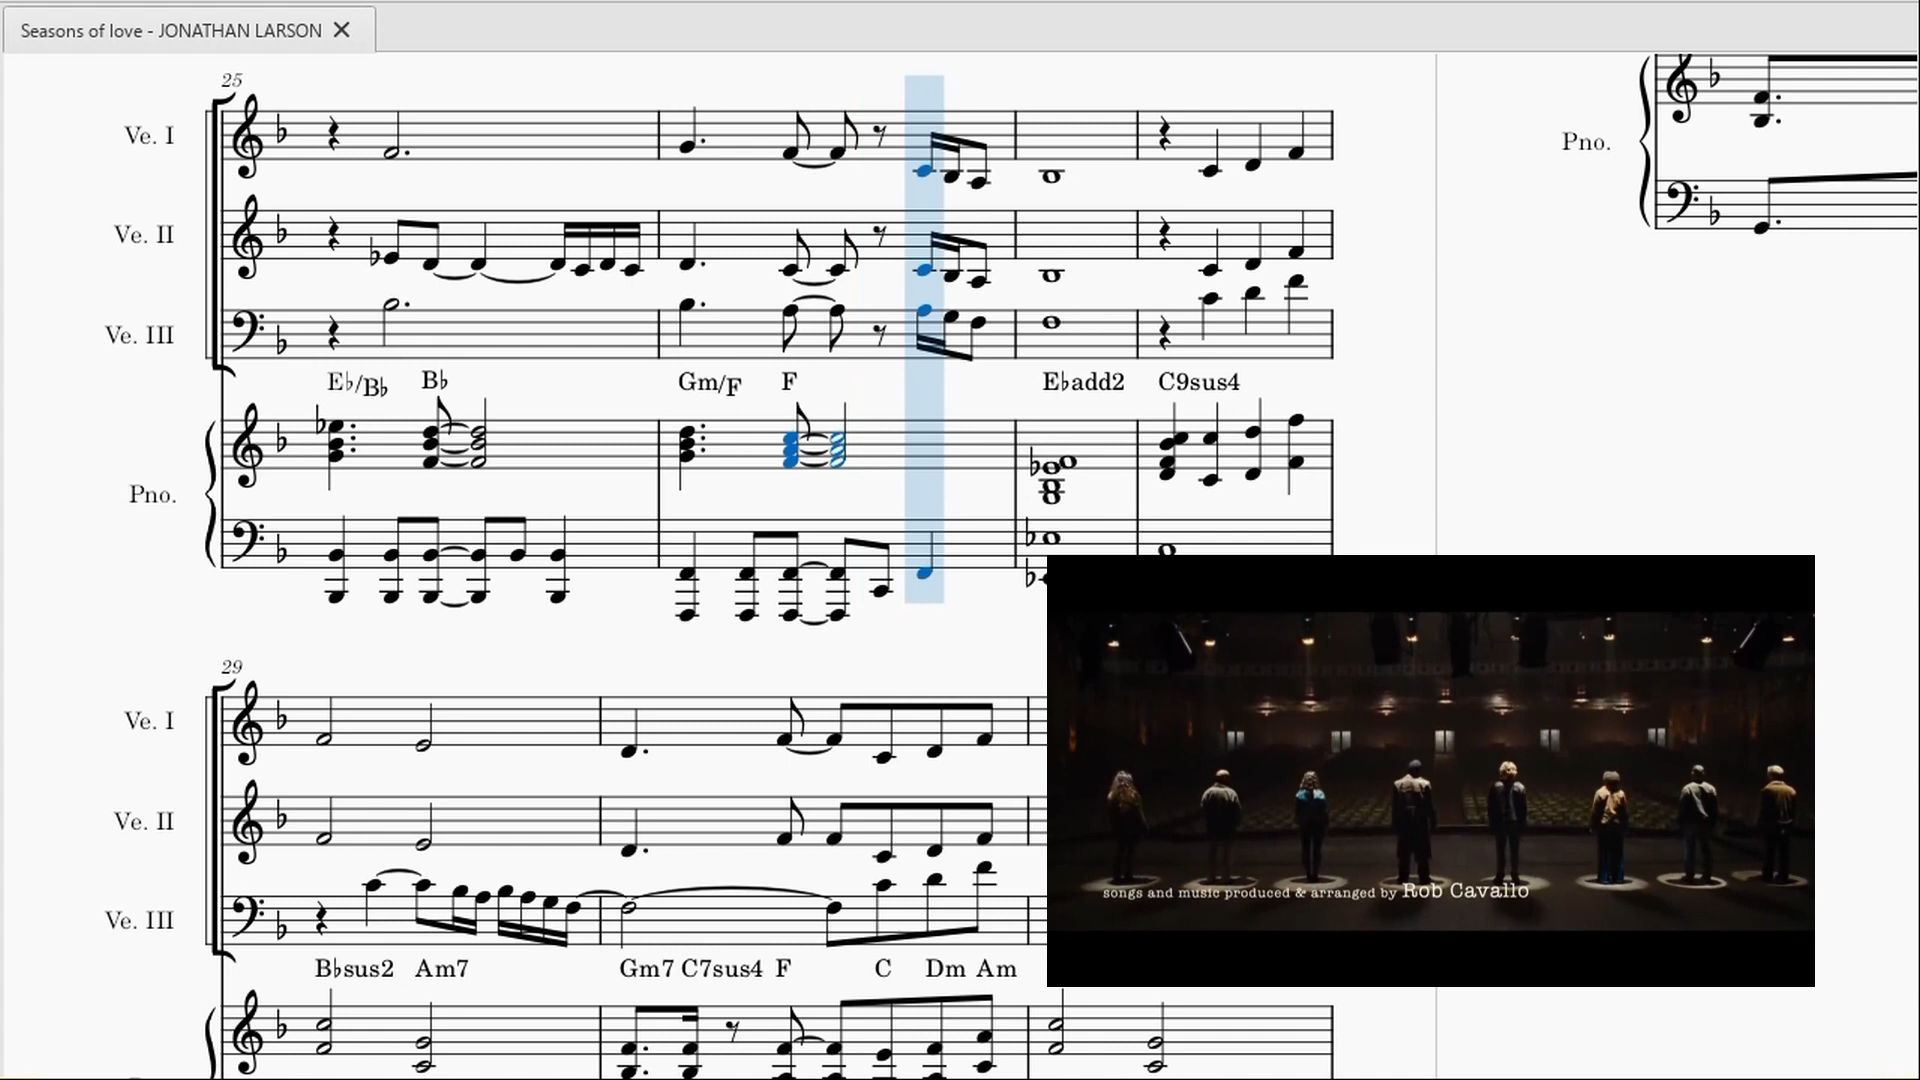 Seasons of love - JONATHAN LARSON
25
Ve. I
Ve. II
Ve. III
E♭/B♭ B♭ Gm/F F E♭add2 C9sus4
Pno.
Pno.
29
Ve. I
Ve. II
Ve. III
B♭sus2 Am7 Gm7 C7sus4 F C Dm Am
songs and music produced & arranged by Rob Cavallo